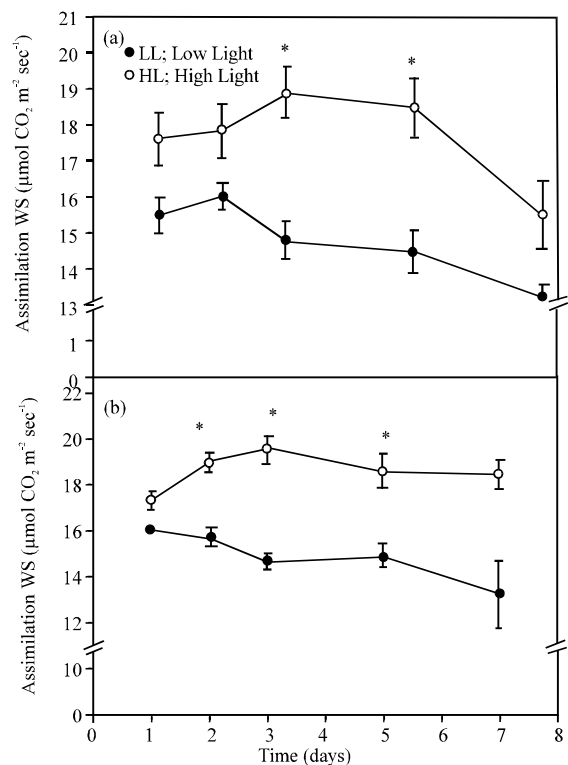 (a)
● LL; Low Light
○ HL; High Light
* *
21
20
19
18
17
16
15
14
13
1
0
Assimilation WS (µmol CO₂ m⁻² sec⁻¹)
(b)
* * *
22
20
18
16
14
12
10
0
Assimilation WS (µmol CO₂ m⁻² sec⁻¹)
0 1 2 3 4 5 6 7 8
Time (days)